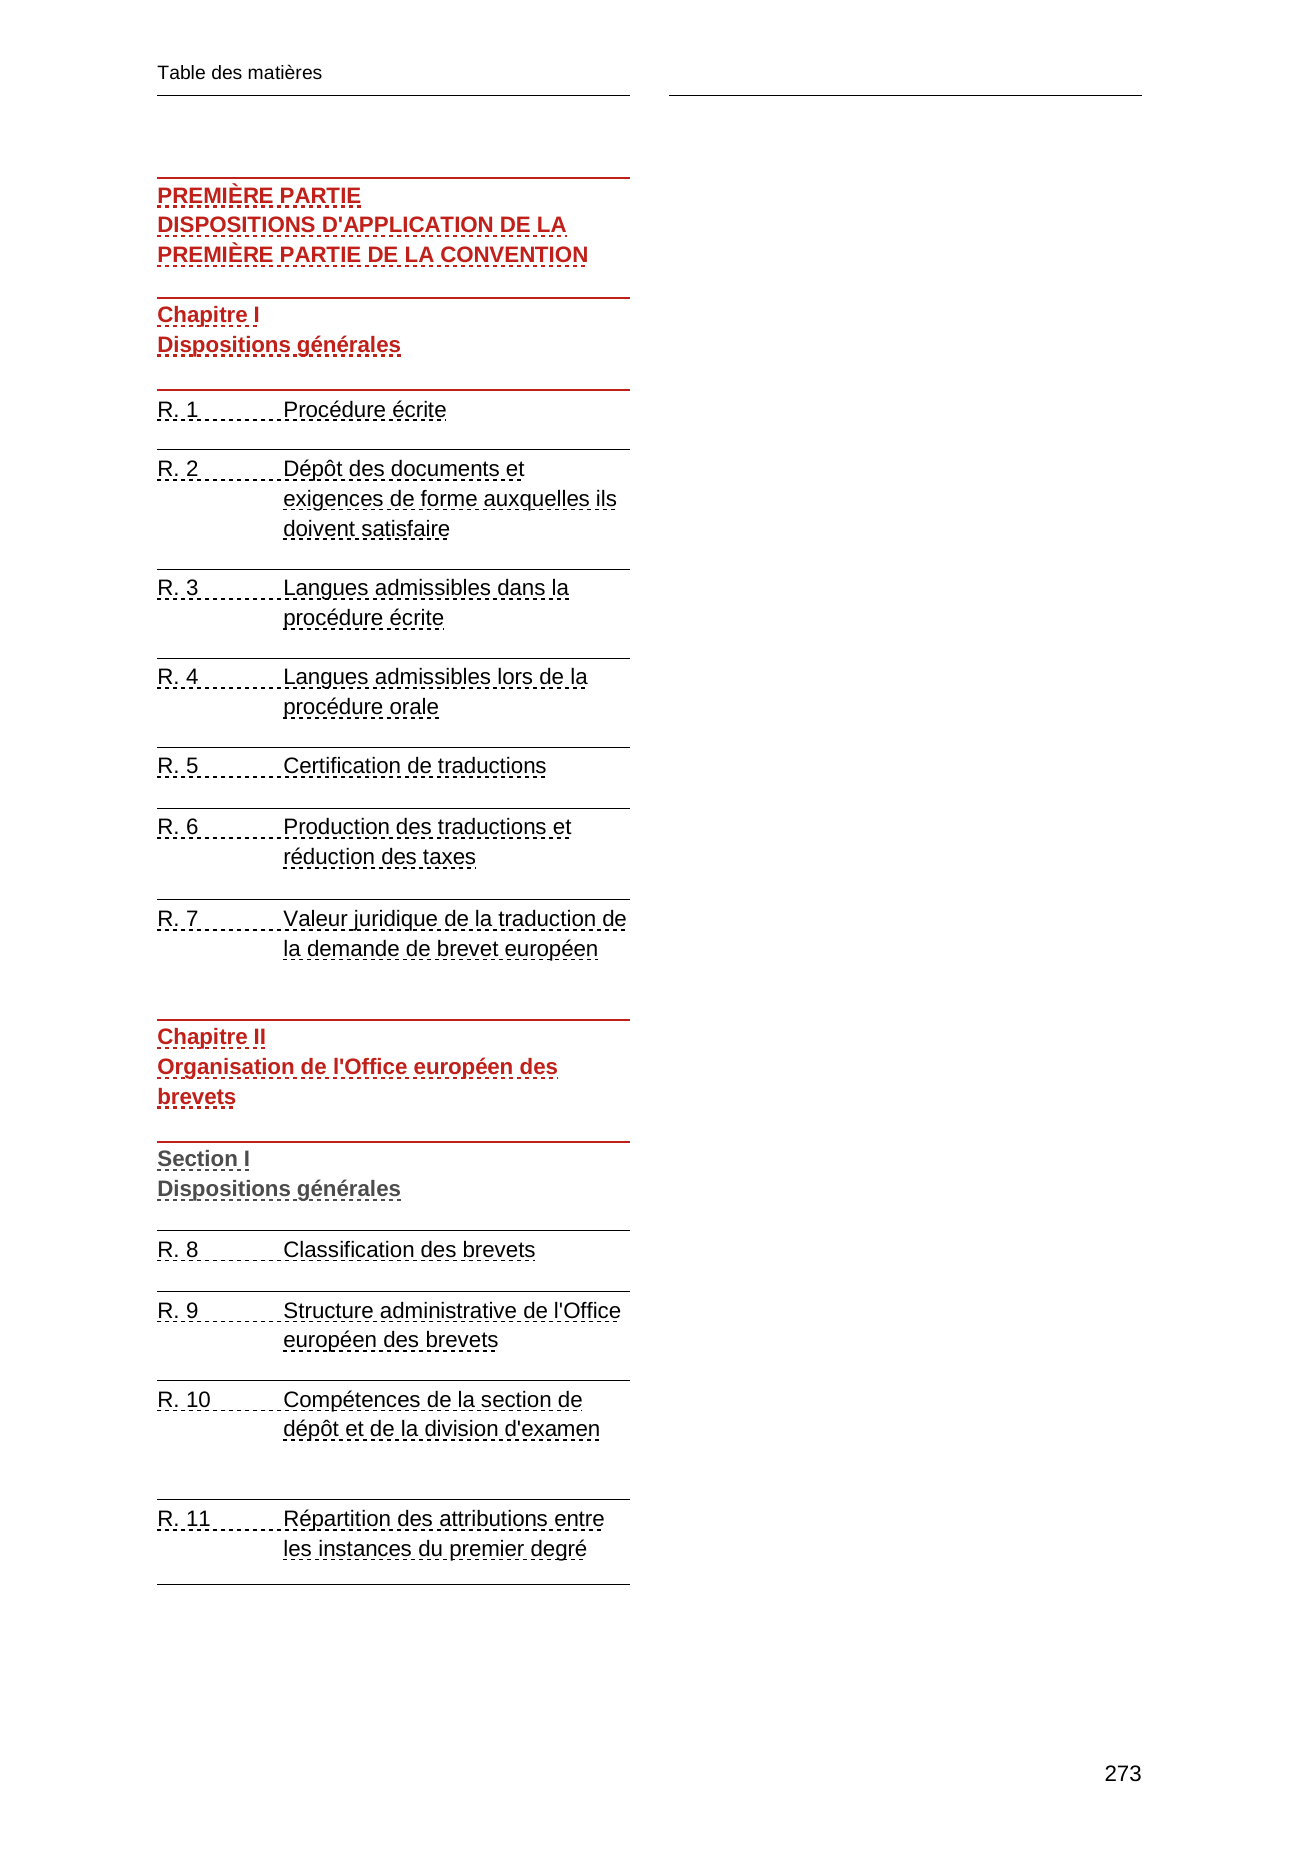 Table des matières
PREMIÈRE PARTIE
DISPOSITIONS D'APPLICATION DE LA
PREMIÈRE PARTIE DE LA CONVENTION
Chapitre I
Dispositions générales
R. 1 Procédure écrite
R. 2 Dépôt des documents et
exigences de forme auxquelles ils
doivent satisfaire
R. 3 Langues admissibles dans la
procédure écrite
R. 4 Langues admissibles lors de la
procédure orale
R. 5 Certification de traductions
R. 6 Production des traductions et
réduction des taxes
R. 7 Valeur juridique de la traduction de
la demande de brevet européen
Chapitre II
Organisation de l'Office européen des
brevets
Section I
Dispositions générales
R. 8 Classification des brevets
R. 9 Structure administrative de l'Office
européen des brevets
R. 10 Compétences de la section de
dépôt et de la division d'examen
R. 11 Répartition des attributions entre
les instances du premier degré
273